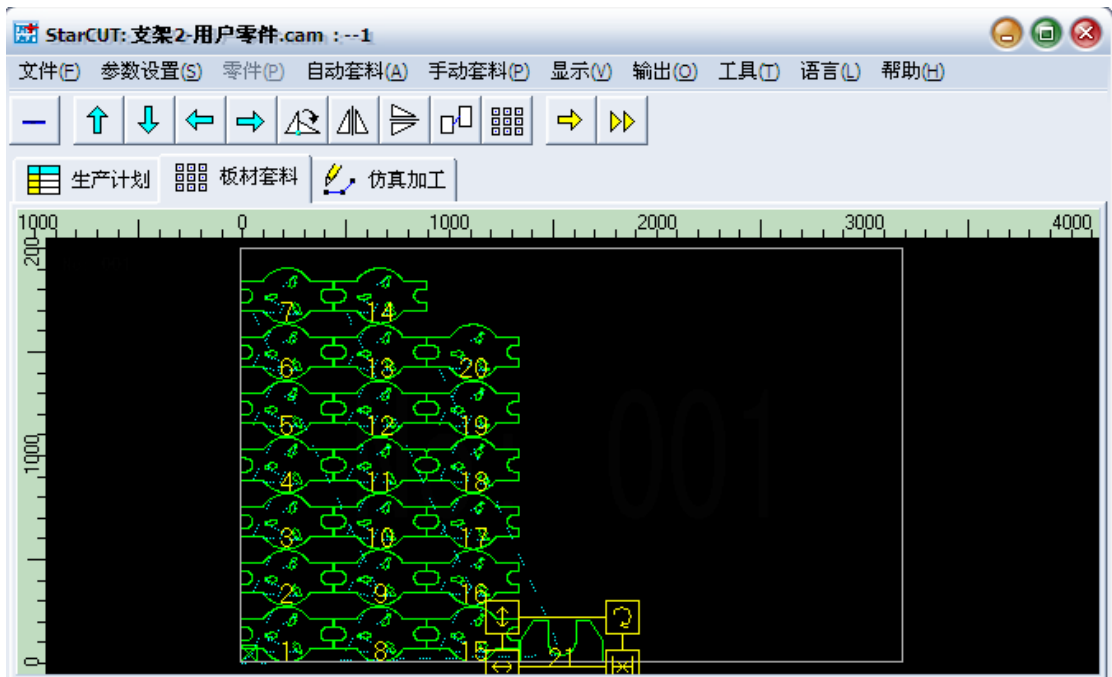 StarCUT: 支架2-用户零件.cam : --1
文件(F) 参数设置(S) 零件(P) 自动套料(A) 手动套料(P) 显示(V) 输出(O) 工具(T) 语言(L) 帮助(H)
生产计划 板材套料 仿真加工
1000 0 1000 2000 3000 4000
200
7 14
6 13 20
5 12 19
1000
4 11 18
001
3 10 17
2 9 16
1 8 15 21
0